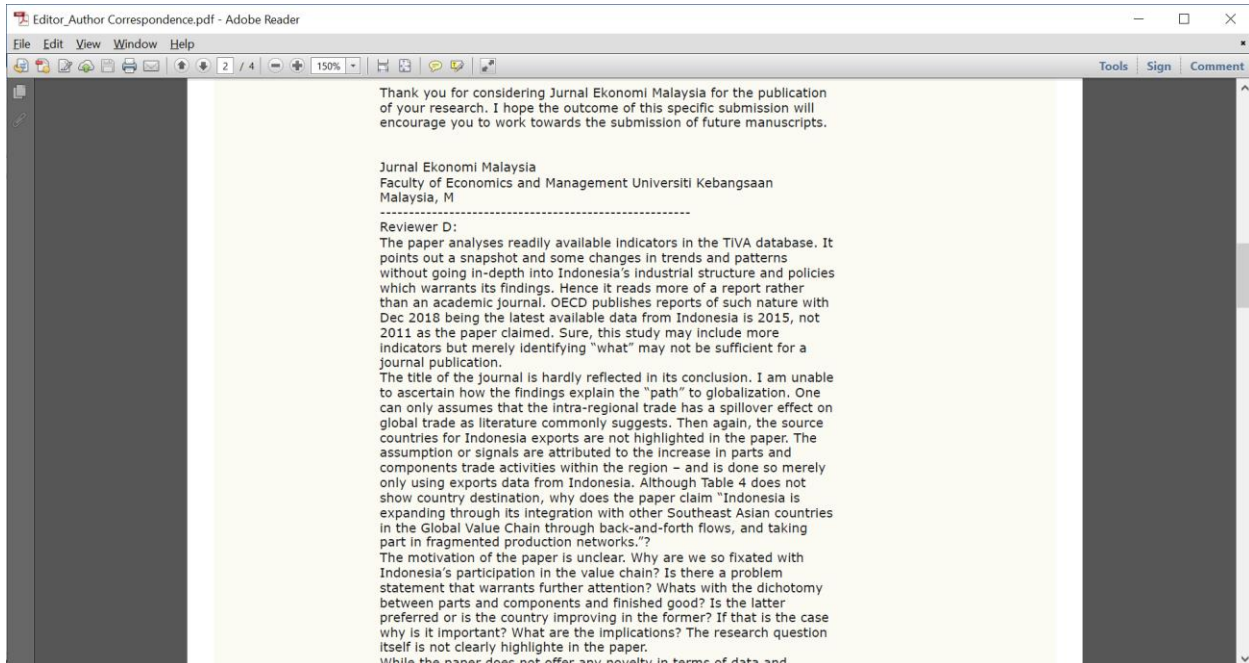 Editor_Author Correspondence.pdf - Adobe Reader
File Edit View Window Help
2 / 4 150% Tools Sign Comment
Thank you for considering Jurnal Ekonomi Malaysia for the publication
of your research. I hope the outcome of this specific submission will
encourage you to work towards the submission of future manuscripts.
Jurnal Ekonomi Malaysia
Faculty of Economics and Management Universiti Kebangsaan
Malaysia, M
------------------------------------------------------
Reviewer D:
The paper analyses readily available indicators in the TiVA database. It
points out a snapshot and some changes in trends and patterns
without going in-depth into Indonesia's industrial structure and policies
which warrants its findings. Hence it reads more of a report rather
than an academic journal. OECD publishes reports of such nature with
Dec 2018 being the latest available data from Indonesia is 2015, not
2011 as the paper claimed. Sure, this study may include more
indicators but merely identifying "what" may not be sufficient for a
journal publication.
The title of the journal is hardly reflected in its conclusion. I am unable
to ascertain how the findings explain the "path" to globalization. One
can only assumes that the intra-regional trade has a spillover effect on
global trade as literature commonly suggests. Then again, the source
countries for Indonesia exports are not highlighted in the paper. The
assumption or signals are attributed to the increase in parts and
components trade activities within the region – and is done so merely
only using exports data from Indonesia. Although Table 4 does not
show country destination, why does the paper claim "Indonesia is
expanding through its integration with other Southeast Asian countries
in the Global Value Chain through back-and-forth flows, and taking
part in fragmented production networks."?
The motivation of the paper is unclear. Why are we so fixated with
Indonesia's participation in the value chain? Is there a problem
statement that warrants further attention? Whats with the dichotomy
between parts and components and finished good? Is the latter
preferred or is the country improving in the former? If that is the case
why is it important? What are the implications? The research question
itself is not clearly highlighte in the paper.
While the paper does not offer any novelty in terms of data and